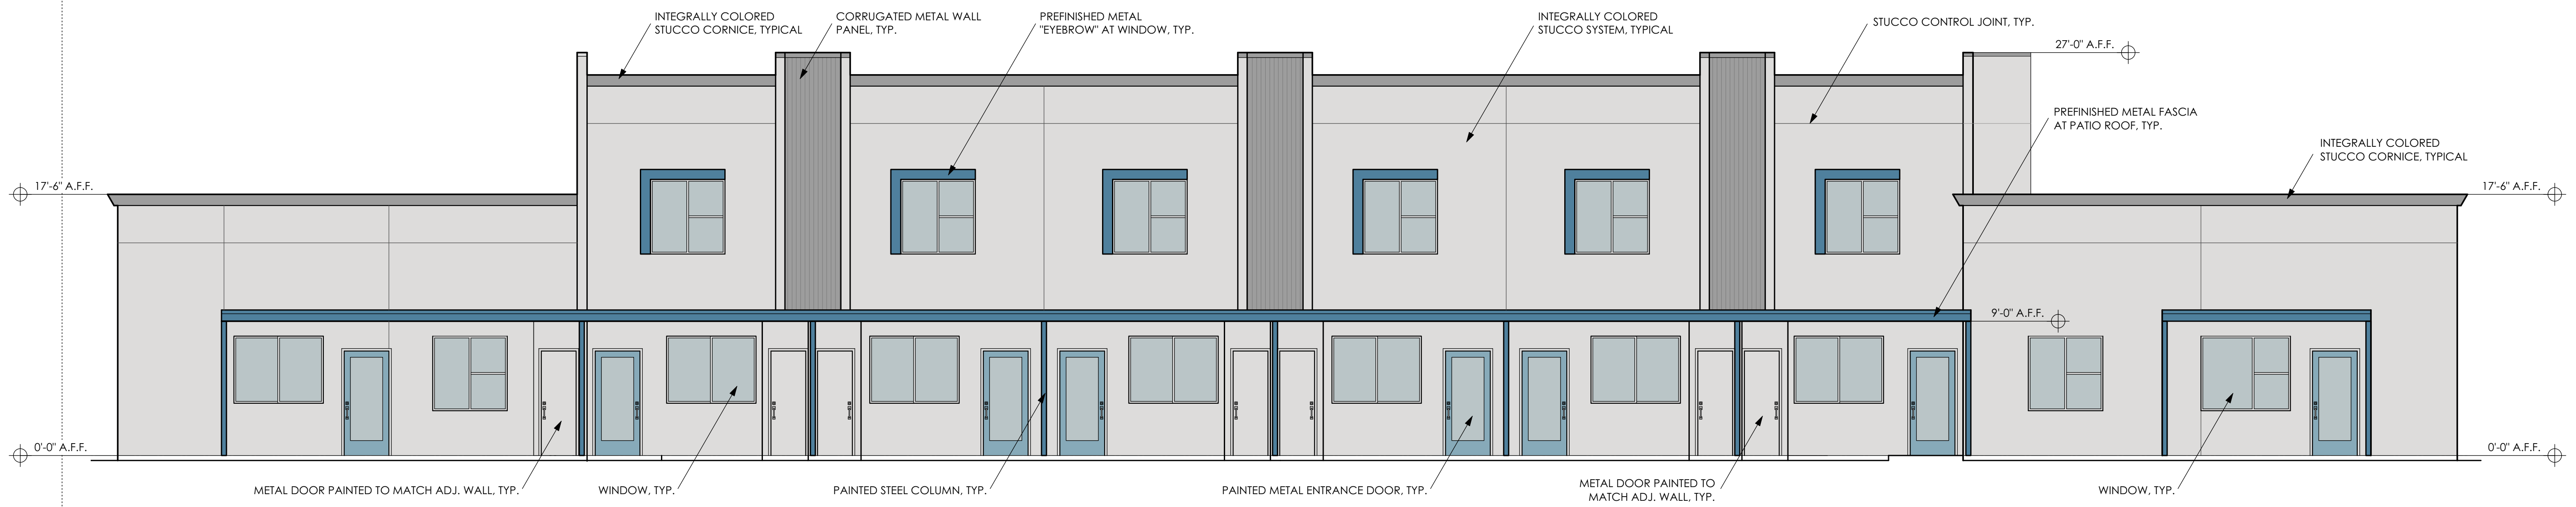 INTEGRALLY COLORED
STUCCO CORNICE, TYPICAL
CORRUGATED METAL WALL
PANEL, TYP.
PREFINISHED METAL
"EYEBROW" AT WINDOW, TYP.
INTEGRALLY COLORED
STUCCO SYSTEM, TYPICAL
STUCCO CONTROL JOINT, TYP.
27'-0" A.F.F.
PREFINISHED METAL FASCIA
AT PATIO ROOF, TYP.
INTEGRALLY COLORED
STUCCO CORNICE, TYPICAL
17'-6" A.F.F.
17'-6" A.F.F.
9'-0" A.F.F.
0'-0" A.F.F.
0'-0" A.F.F.
METAL DOOR PAINTED TO MATCH ADJ. WALL, TYP.
WINDOW, TYP.
PAINTED STEEL COLUMN, TYP.
PAINTED METAL ENTRANCE DOOR, TYP.
METAL DOOR PAINTED TO
MATCH ADJ. WALL, TYP.
WINDOW, TYP.